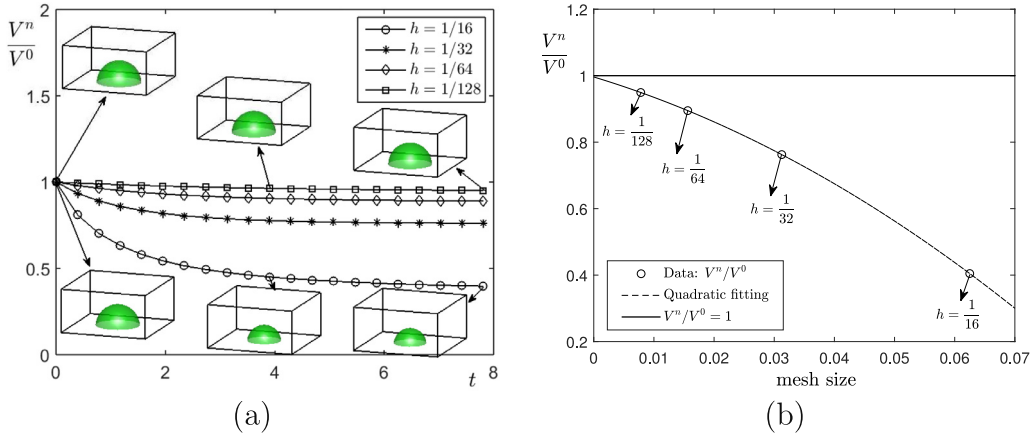 V^n/V^0
2
1.5
1
0.5
0
0
2
4
6
8
t
h = 1/16
h = 1/32
h = 1/64
h = 1/128
(a)
V^n/V^0
1.2
1
0.8
0.6
0.4
0.2
0
0.01
0.02
0.03
0.04
0.05
0.06
0.07
mesh size
h = 1/128
h = 1/64
h = 1/32
h = 1/16
Data: V^n/V^0
Quadratic fitting
V^n/V^0 = 1
(b)